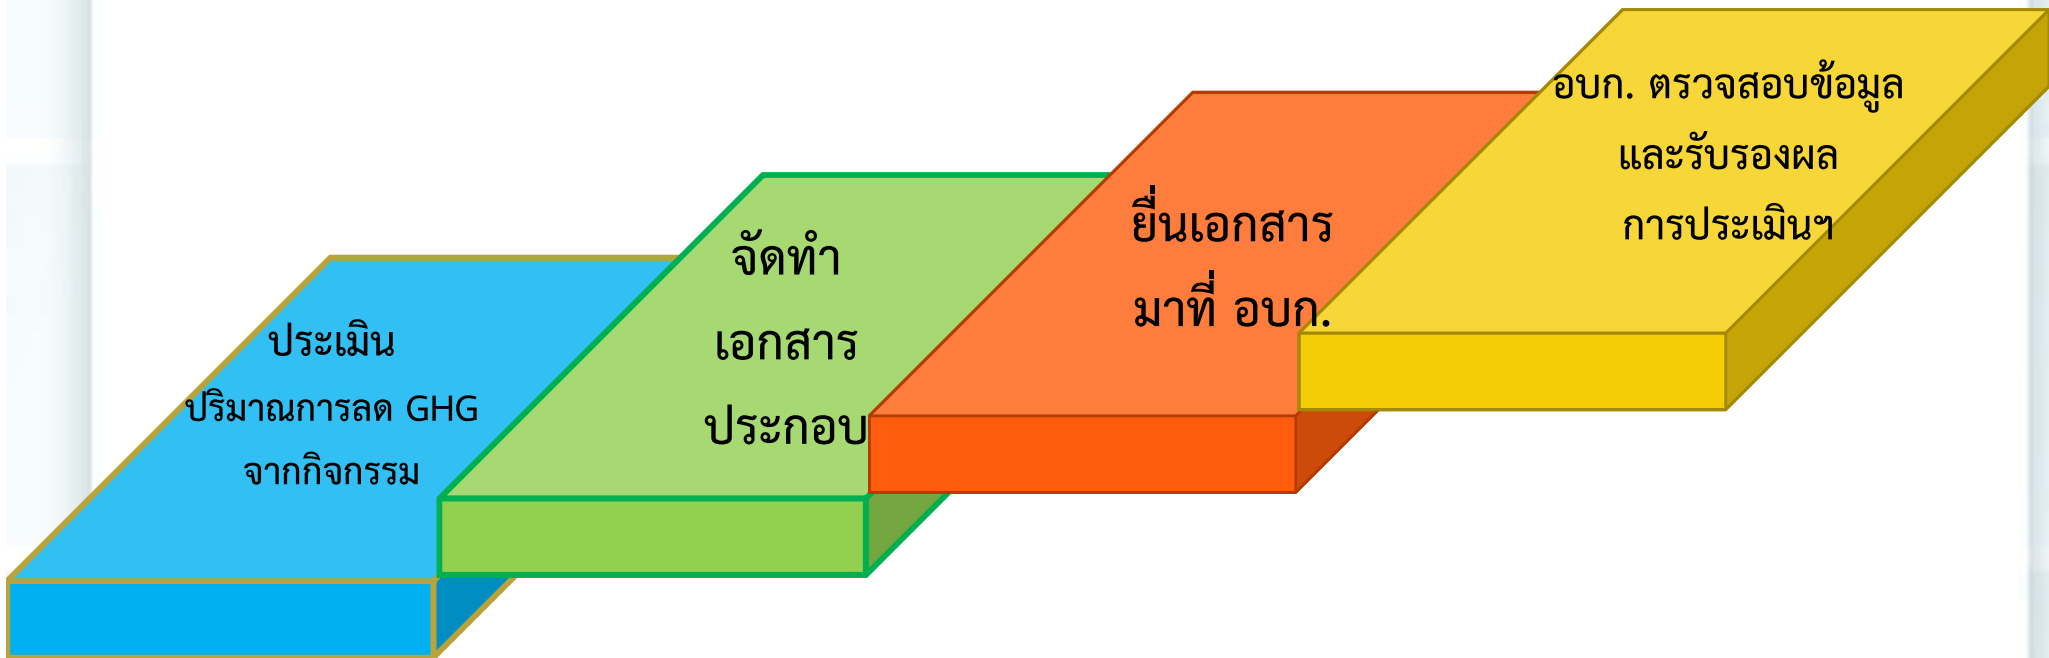 ประเมิน
ปริมาณการลด GHG
จากกิจกรรม
จัดทำ
เอกสาร
ประกอบ
ยื่นเอกสาร
มาที่ อบก.
อบก. ตรวจสอบข้อมูล
และรับรองผล
การประเมินฯ